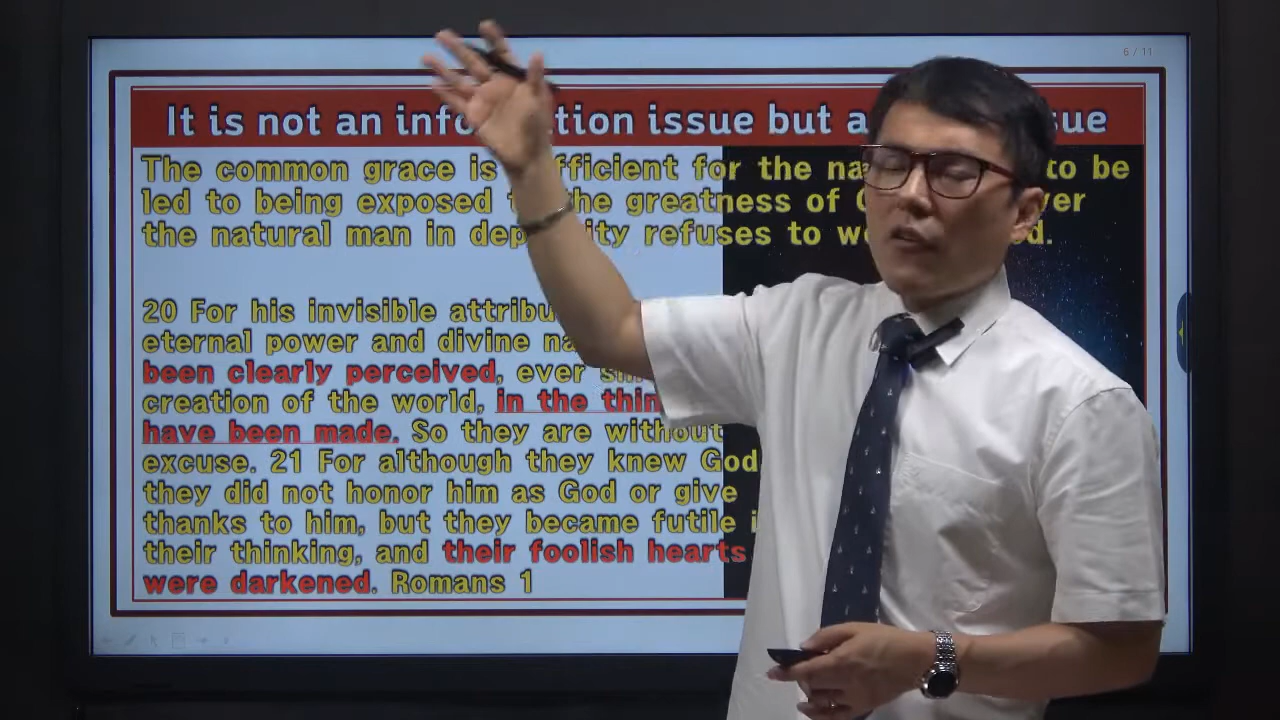 6 / 11
It is not an info tion issue but a sue
The common grace is fficient for the na to be
led to being exposed he greatness of ver
the natural man in dep ity refuses to w d.
20 For his invisible attribu
eternal power and divine na
been clearly perceived, ever sin
creation of the world, in the thin
have been made. So they are without
excuse. 21 For although they knew God
they did not honor him as God or give
thanks to him, but they became futile i
their thinking, and their foolish hearts
were darkened. Romans 1